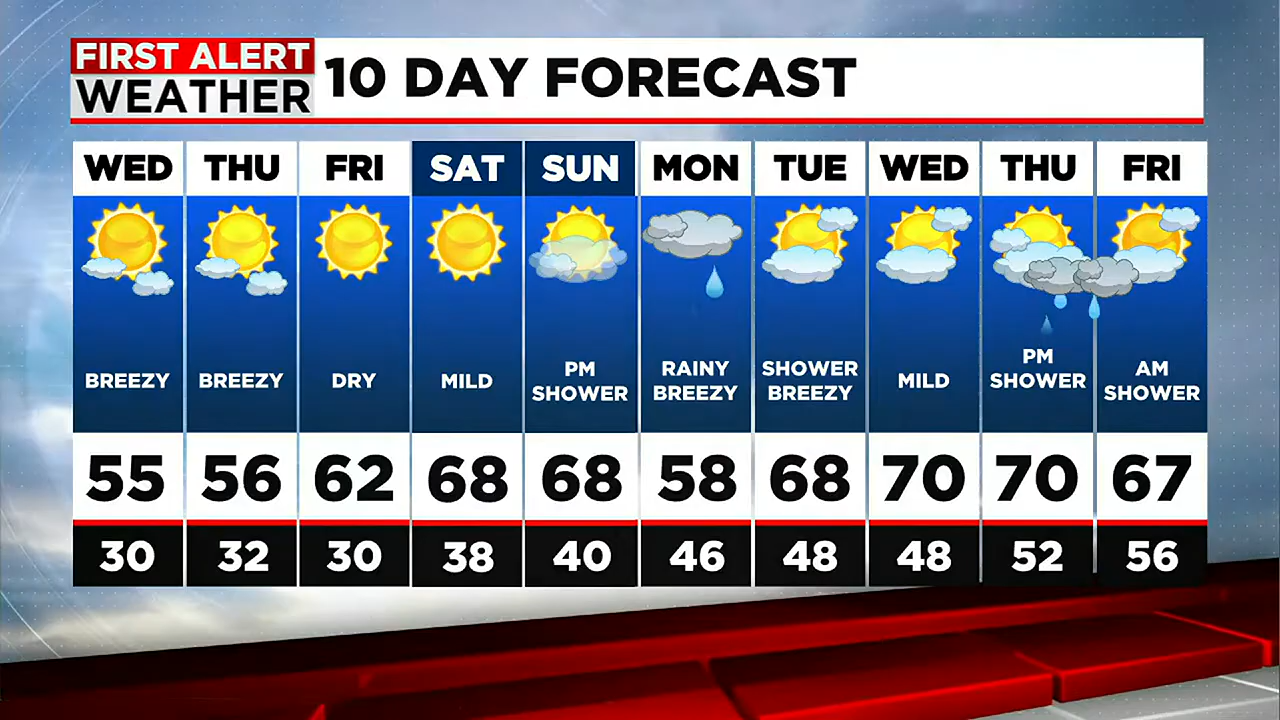 FIRST ALERT
WEATHER
10 DAY FORECAST
WED THU FRI SAT SUN MON TUE WED THU FRI
BREEZY BREEZY DRY MILD PM SHOWER RAINY BREEZY SHOWER BREEZY MILD PM SHOWER AM SHOWER
55 56 62 68 68 58 68 70 70 67
30 32 30 38 40 46 48 48 52 56